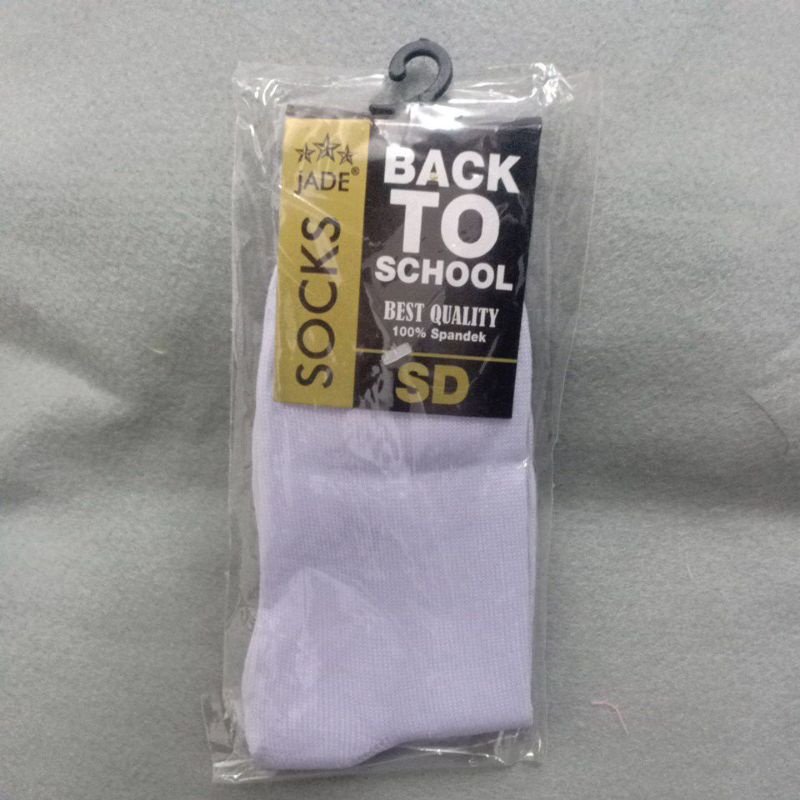 JADE®
SOCKS
BACK
TO
SCHOOL
BEST QUALITY
100% Spandek
SD